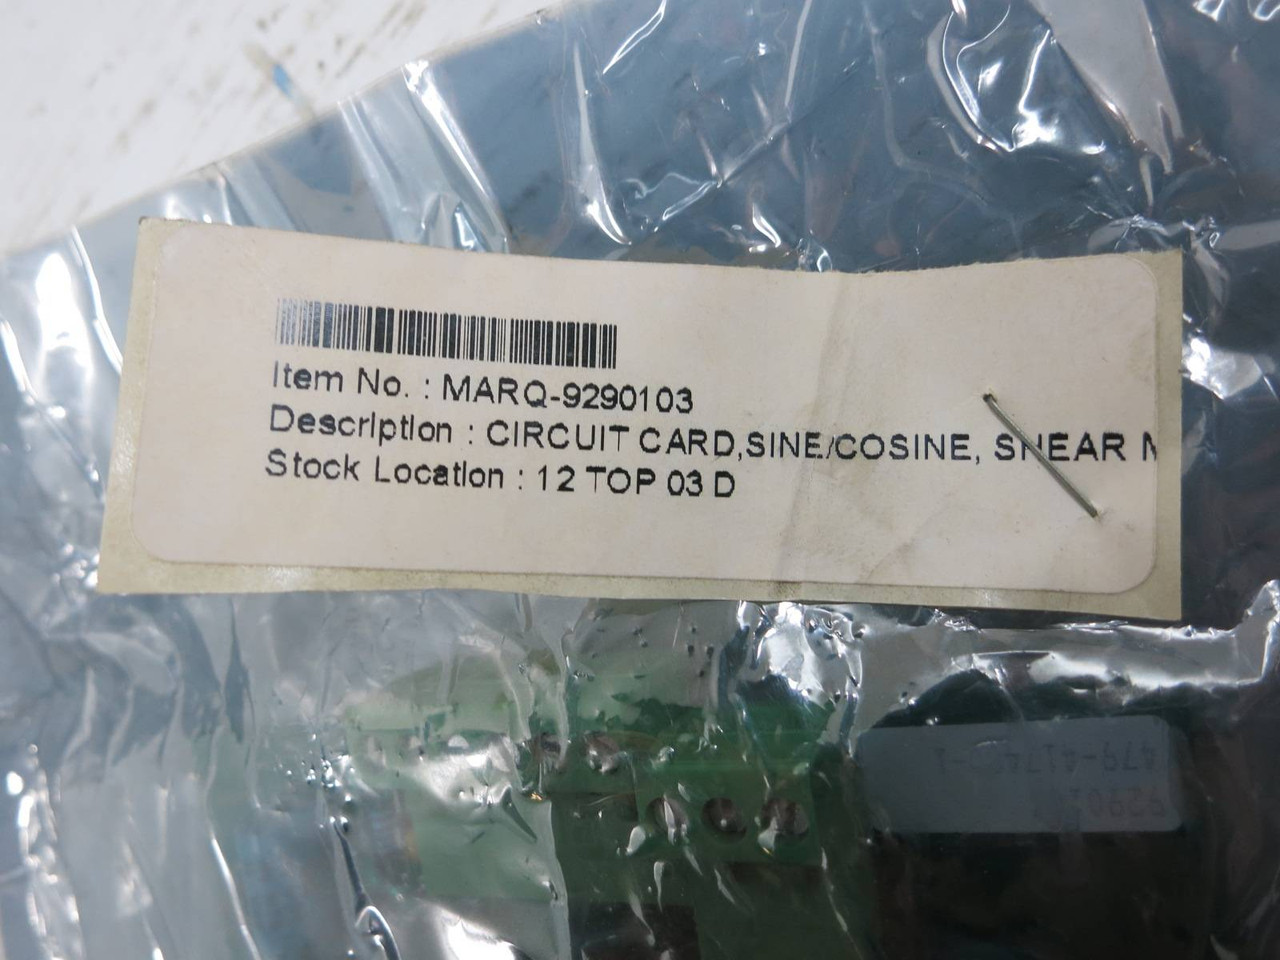 Item No. : MARQ-9290103
Description : CIRCUIT CARD,SINE/COSINE, SHEAR
Stock Location : 12 TOP 03 D